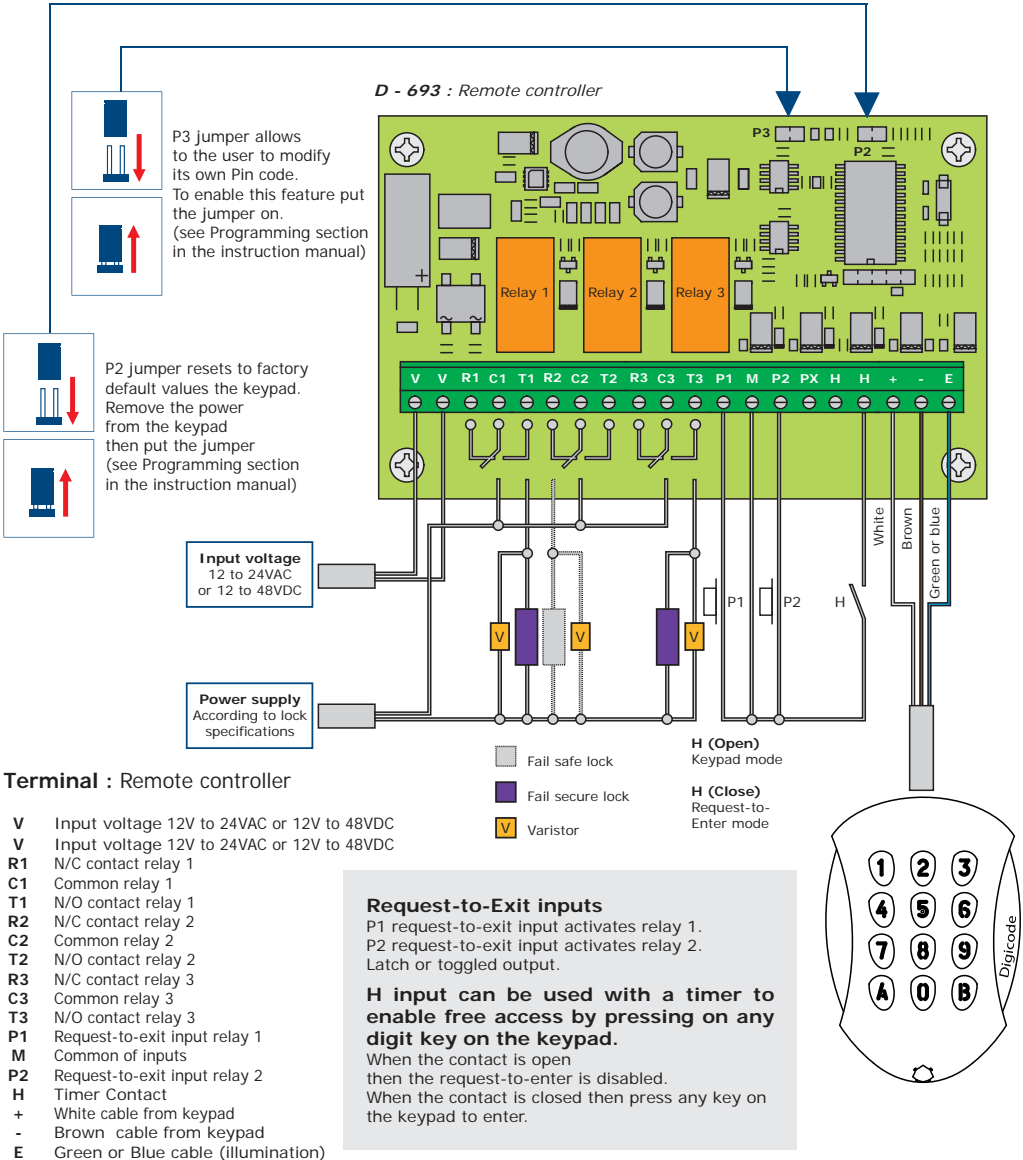 D - 693 : Remote controller
P3 jumper allows
to the user to modify
its own Pin code.
To enable this feature put
the jumper on.
(see Programming section
in the instruction manual)
P3
P2
Relay 1
Relay 2
Relay 3
+
~ ~
P2 jumper resets to factory
default values the keypad.
Remove the power
from the keypad
then put the jumper
(see Programming section
in the instruction manual)
V V R1 C1 T1 R2 C2 T2 R3 C3 T3 P1 M P2 PX H H + - E
White
Brown
Green or blue
Input voltage
12 to 24VAC
or 12 to 48VDC
P1
P2
H
V
V
V
Power supply
According to lock
specifications
Fail safe lock
Fail secure lock
V Varistor
H (Open)
Keypad mode
H (Close)
Request-to-
Enter mode
Terminal : Remote controller
V Input voltage 12V to 24VAC or 12V to 48VDC
V Input voltage 12V to 24VAC or 12V to 48VDC
R1 N/C contact relay 1
C1 Common relay 1
T1 N/O contact relay 1
R2 N/C contact relay 2
C2 Common relay 2
T2 N/O contact relay 2
R3 N/C contact relay 3
C3 Common relay 3
T3 N/O contact relay 3
P1 Request-to-exit input relay 1
M Common of inputs
P2 Request-to-exit input relay 2
H Timer Contact
+ White cable from keypad
- Brown cable from keypad
E Green or Blue cable (illumination)
Request-to-Exit inputs
P1 request-to-exit input activates relay 1.
P2 request-to-exit input activates relay 2.
Latch or toggled output.
H input can be used with a timer to
enable free access by pressing on any
digit key on the keypad.
When the contact is open
then the request-to-enter is disabled.
When the contact is closed then press any key on
the keypad to enter.
1 2 3
4 5 6
7 8 9
A 0 B
Digicode